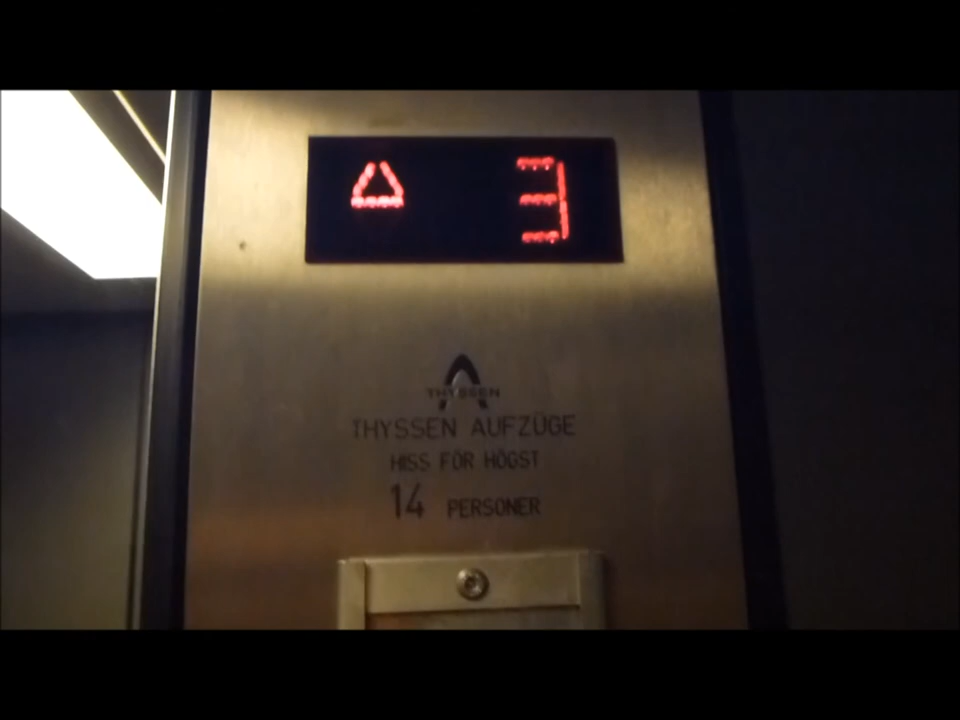 3
THYSSEN
THYSSEN AUFZÜGE
HISS FÖR HÖGST
14 PERSONER